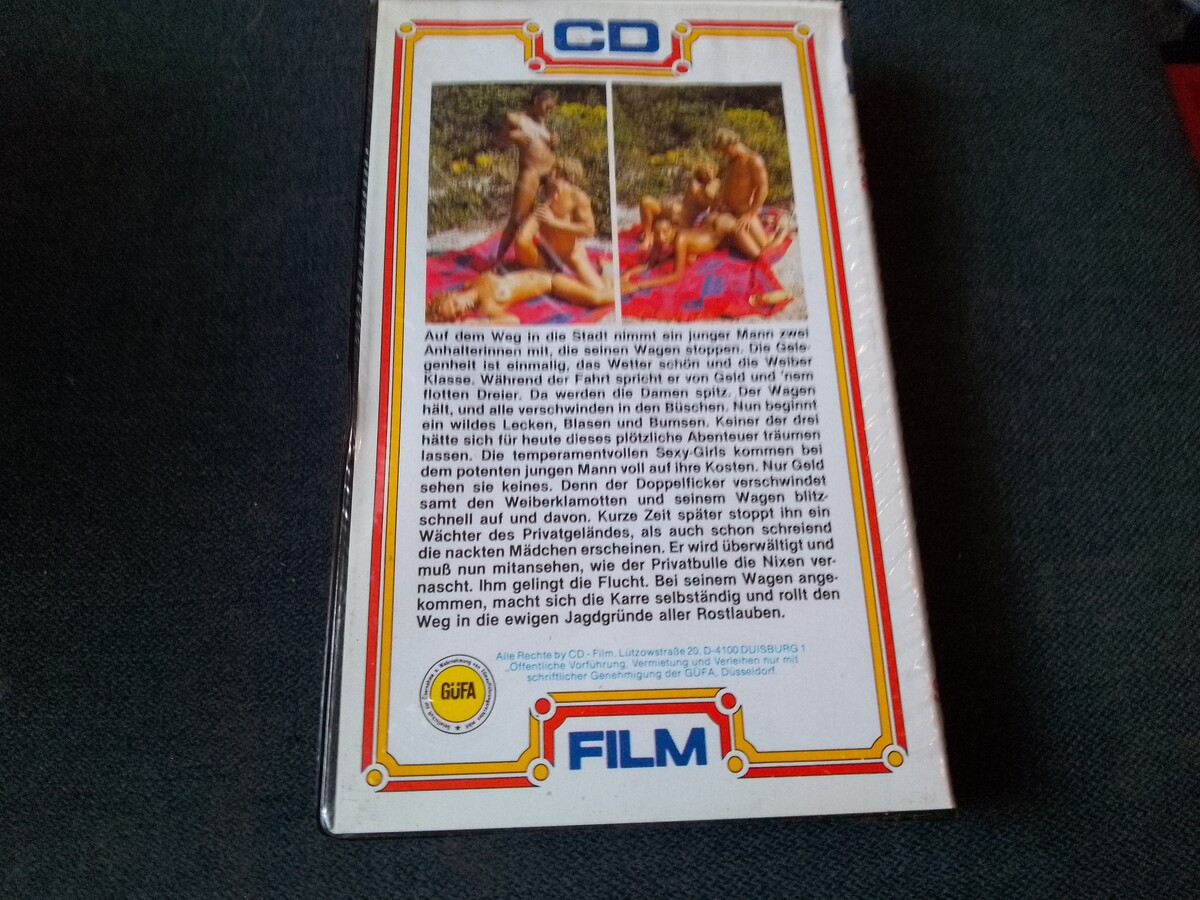 CD
Auf dem Weg in die Stadt nimmt ein junger Mann zwei
Anhalterinnen mit, die seinen Wagen stoppen. Die Gele-
genheit ist einmalig, das Wetter schön und die Weiber
Klasse. Während der Fahrt spricht er von Geld und 'nem
flotten Dreier. Da werden die Damen spitz. Der Wagen
hält, und alle verschwinden in den Büschen. Nun beginnt
ein wildes Lecken, Blasen und Bumsen. Keiner der drei
hätte sich für heute dieses plötzliche Abenteuer träumen
lassen. Die temperamentvollen Sexy-Girls kommen bei
dem potenten jungen Mann voll auf ihre Kosten. Nur Geld
sehen sie keines. Denn der Doppelficker verschwindet
samt den Weiberklamotten und seinem Wagen blitz-
schnell auf und davon. Kurze Zeit später stoppt ihn ein
Wächter des Privatgeländes, als auch schon schreiend
die nackten Mädchen erscheinen. Er wird überwältigt und
muß nun mitansehen, wie der Privatbulle die Nixen ver-
nascht. Ihm gelingt die Flucht. Bei seinem Wagen ange-
kommen, macht sich die Karre selbständig und rollt den
Weg in die ewigen Jagdgründe aller Rostlauben.
Alle Rechte by CD - Film, Lützowstraße 20, D-4100 DUISBURG 1
„Öffentliche Vorführung, Vermietung und Verleihen nur mit
schriftlicher Genehmigung der GÜFA, Düsseldorf.
GÜFA
FILM